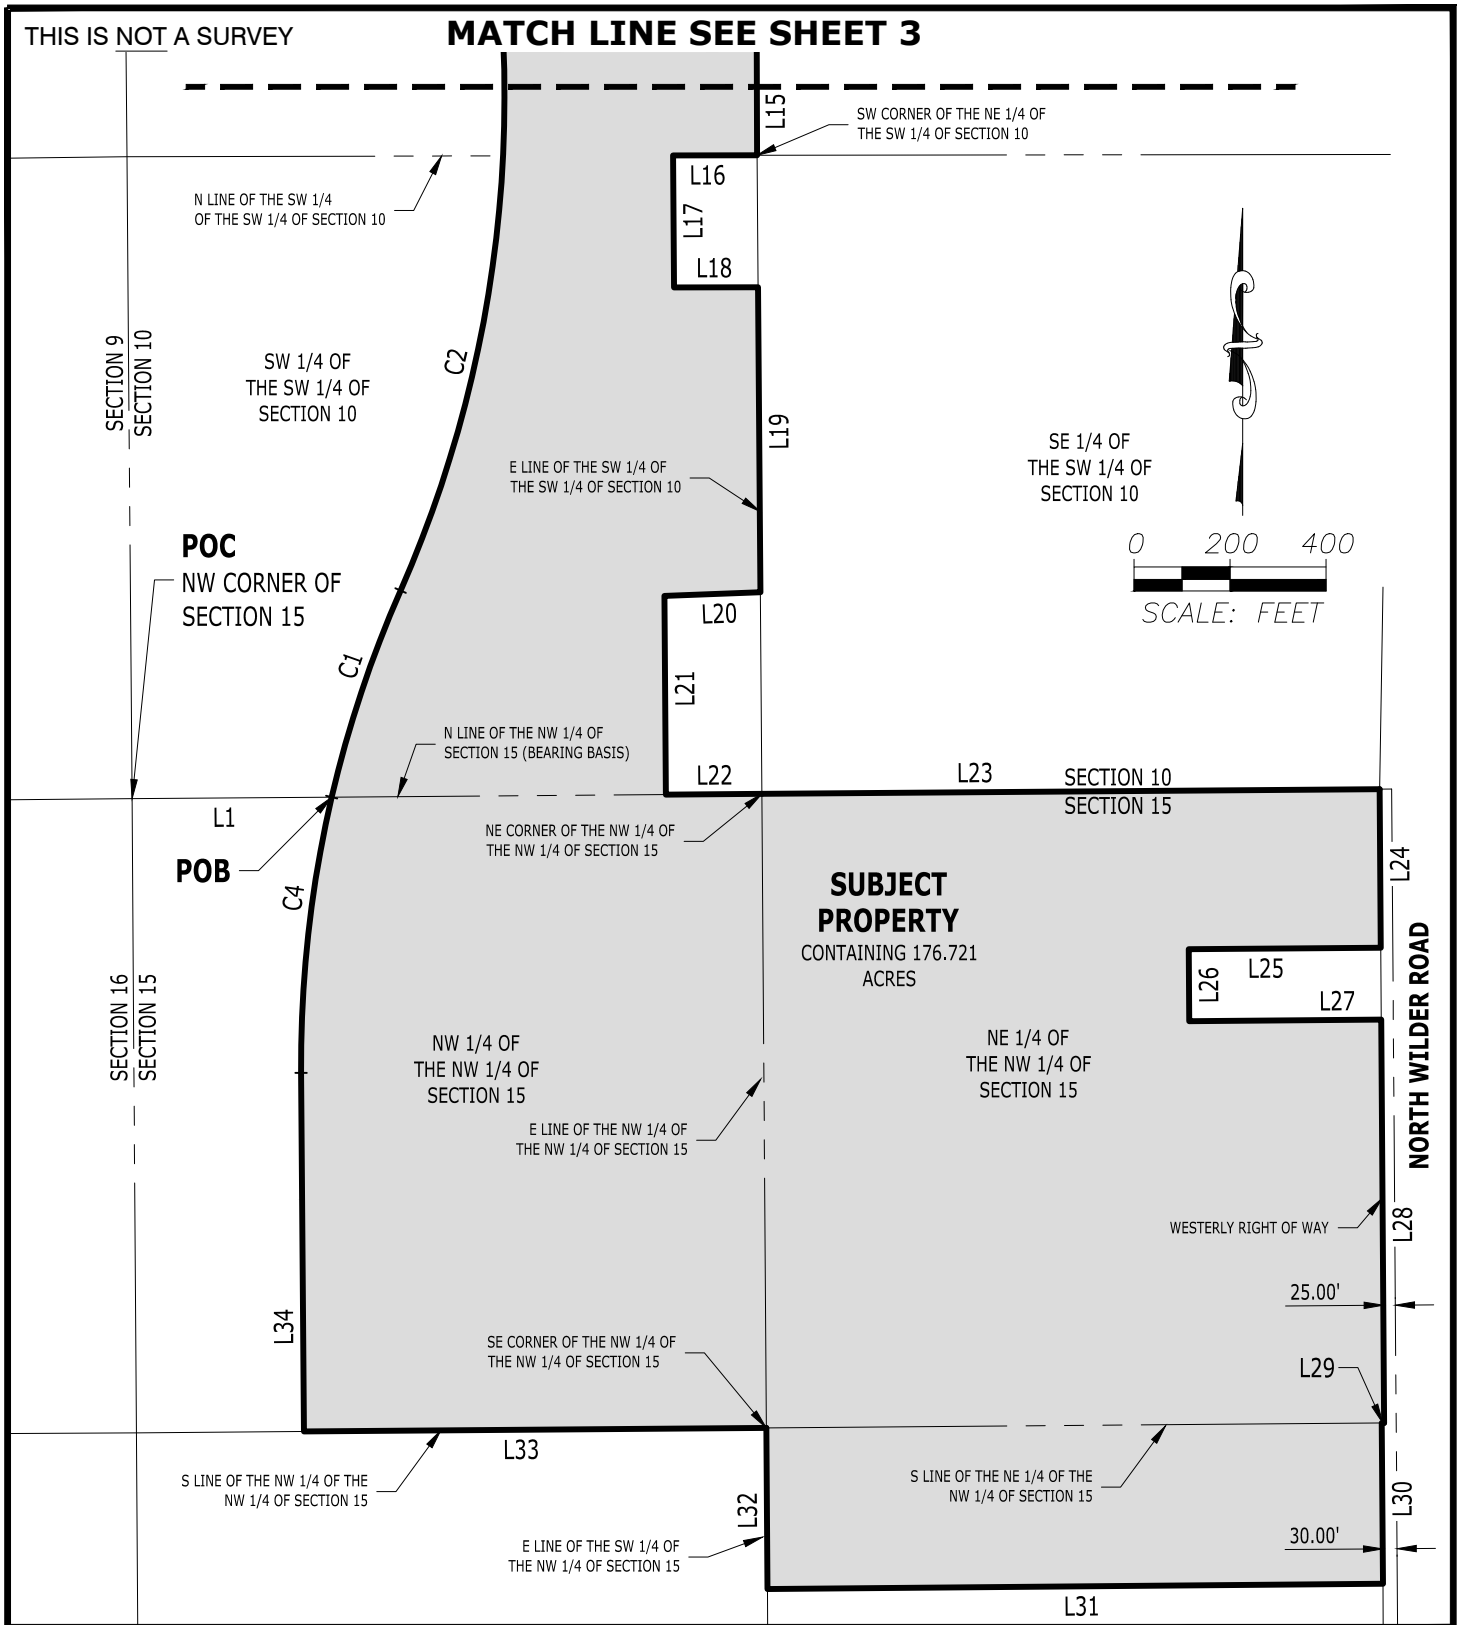 THIS IS NOT A SURVEY
MATCH LINE SEE SHEET 3
L15
SW CORNER OF THE NE 1/4 OF
THE SW 1/4 OF SECTION 10
L16
N LINE OF THE SW 1/4
OF THE SW 1/4 OF SECTION 10
L17
L18
SECTION 9
SECTION 10
SW 1/4 OF
THE SW 1/4 OF
SECTION 10
C2
L19
SE 1/4 OF
THE SW 1/4 OF
SECTION 10
E LINE OF THE SW 1/4 OF
THE SW 1/4 OF SECTION 10
0 200 400
SCALE: FEET
POC
NW CORNER OF
SECTION 15
L20
C1
L21
N LINE OF THE NW 1/4 OF
SECTION 15 (BEARING BASIS)
L22
L23
SECTION 10
SECTION 15
L1
NE CORNER OF THE NW 1/4 OF
THE NW 1/4 OF SECTION 15
POB
L24
C4
SUBJECT
PROPERTY
CONTAINING 176.721
ACRES
L25
L26
L27
NORTH WILDER ROAD
SECTION 16
SECTION 15
NW 1/4 OF
THE NW 1/4 OF
SECTION 15
NE 1/4 OF
THE NW 1/4 OF
SECTION 15
E LINE OF THE NW 1/4 OF
THE NW 1/4 OF SECTION 15
WESTERLY RIGHT OF WAY
L28
25.00'
L34
SE CORNER OF THE NW 1/4 OF
THE NW 1/4 OF SECTION 15
L29
L33
S LINE OF THE NW 1/4 OF THE
NW 1/4 OF SECTION 15
S LINE OF THE NE 1/4 OF THE
NW 1/4 OF SECTION 15
L32
L30
E LINE OF THE SW 1/4 OF
THE NW 1/4 OF SECTION 15
30.00'
L31